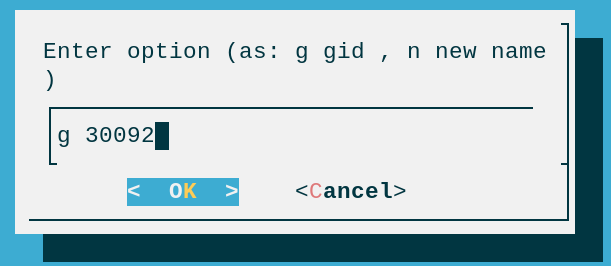 Enter option (as: g gid , n new name
)
g 30092
<  OK  > <Cancel>